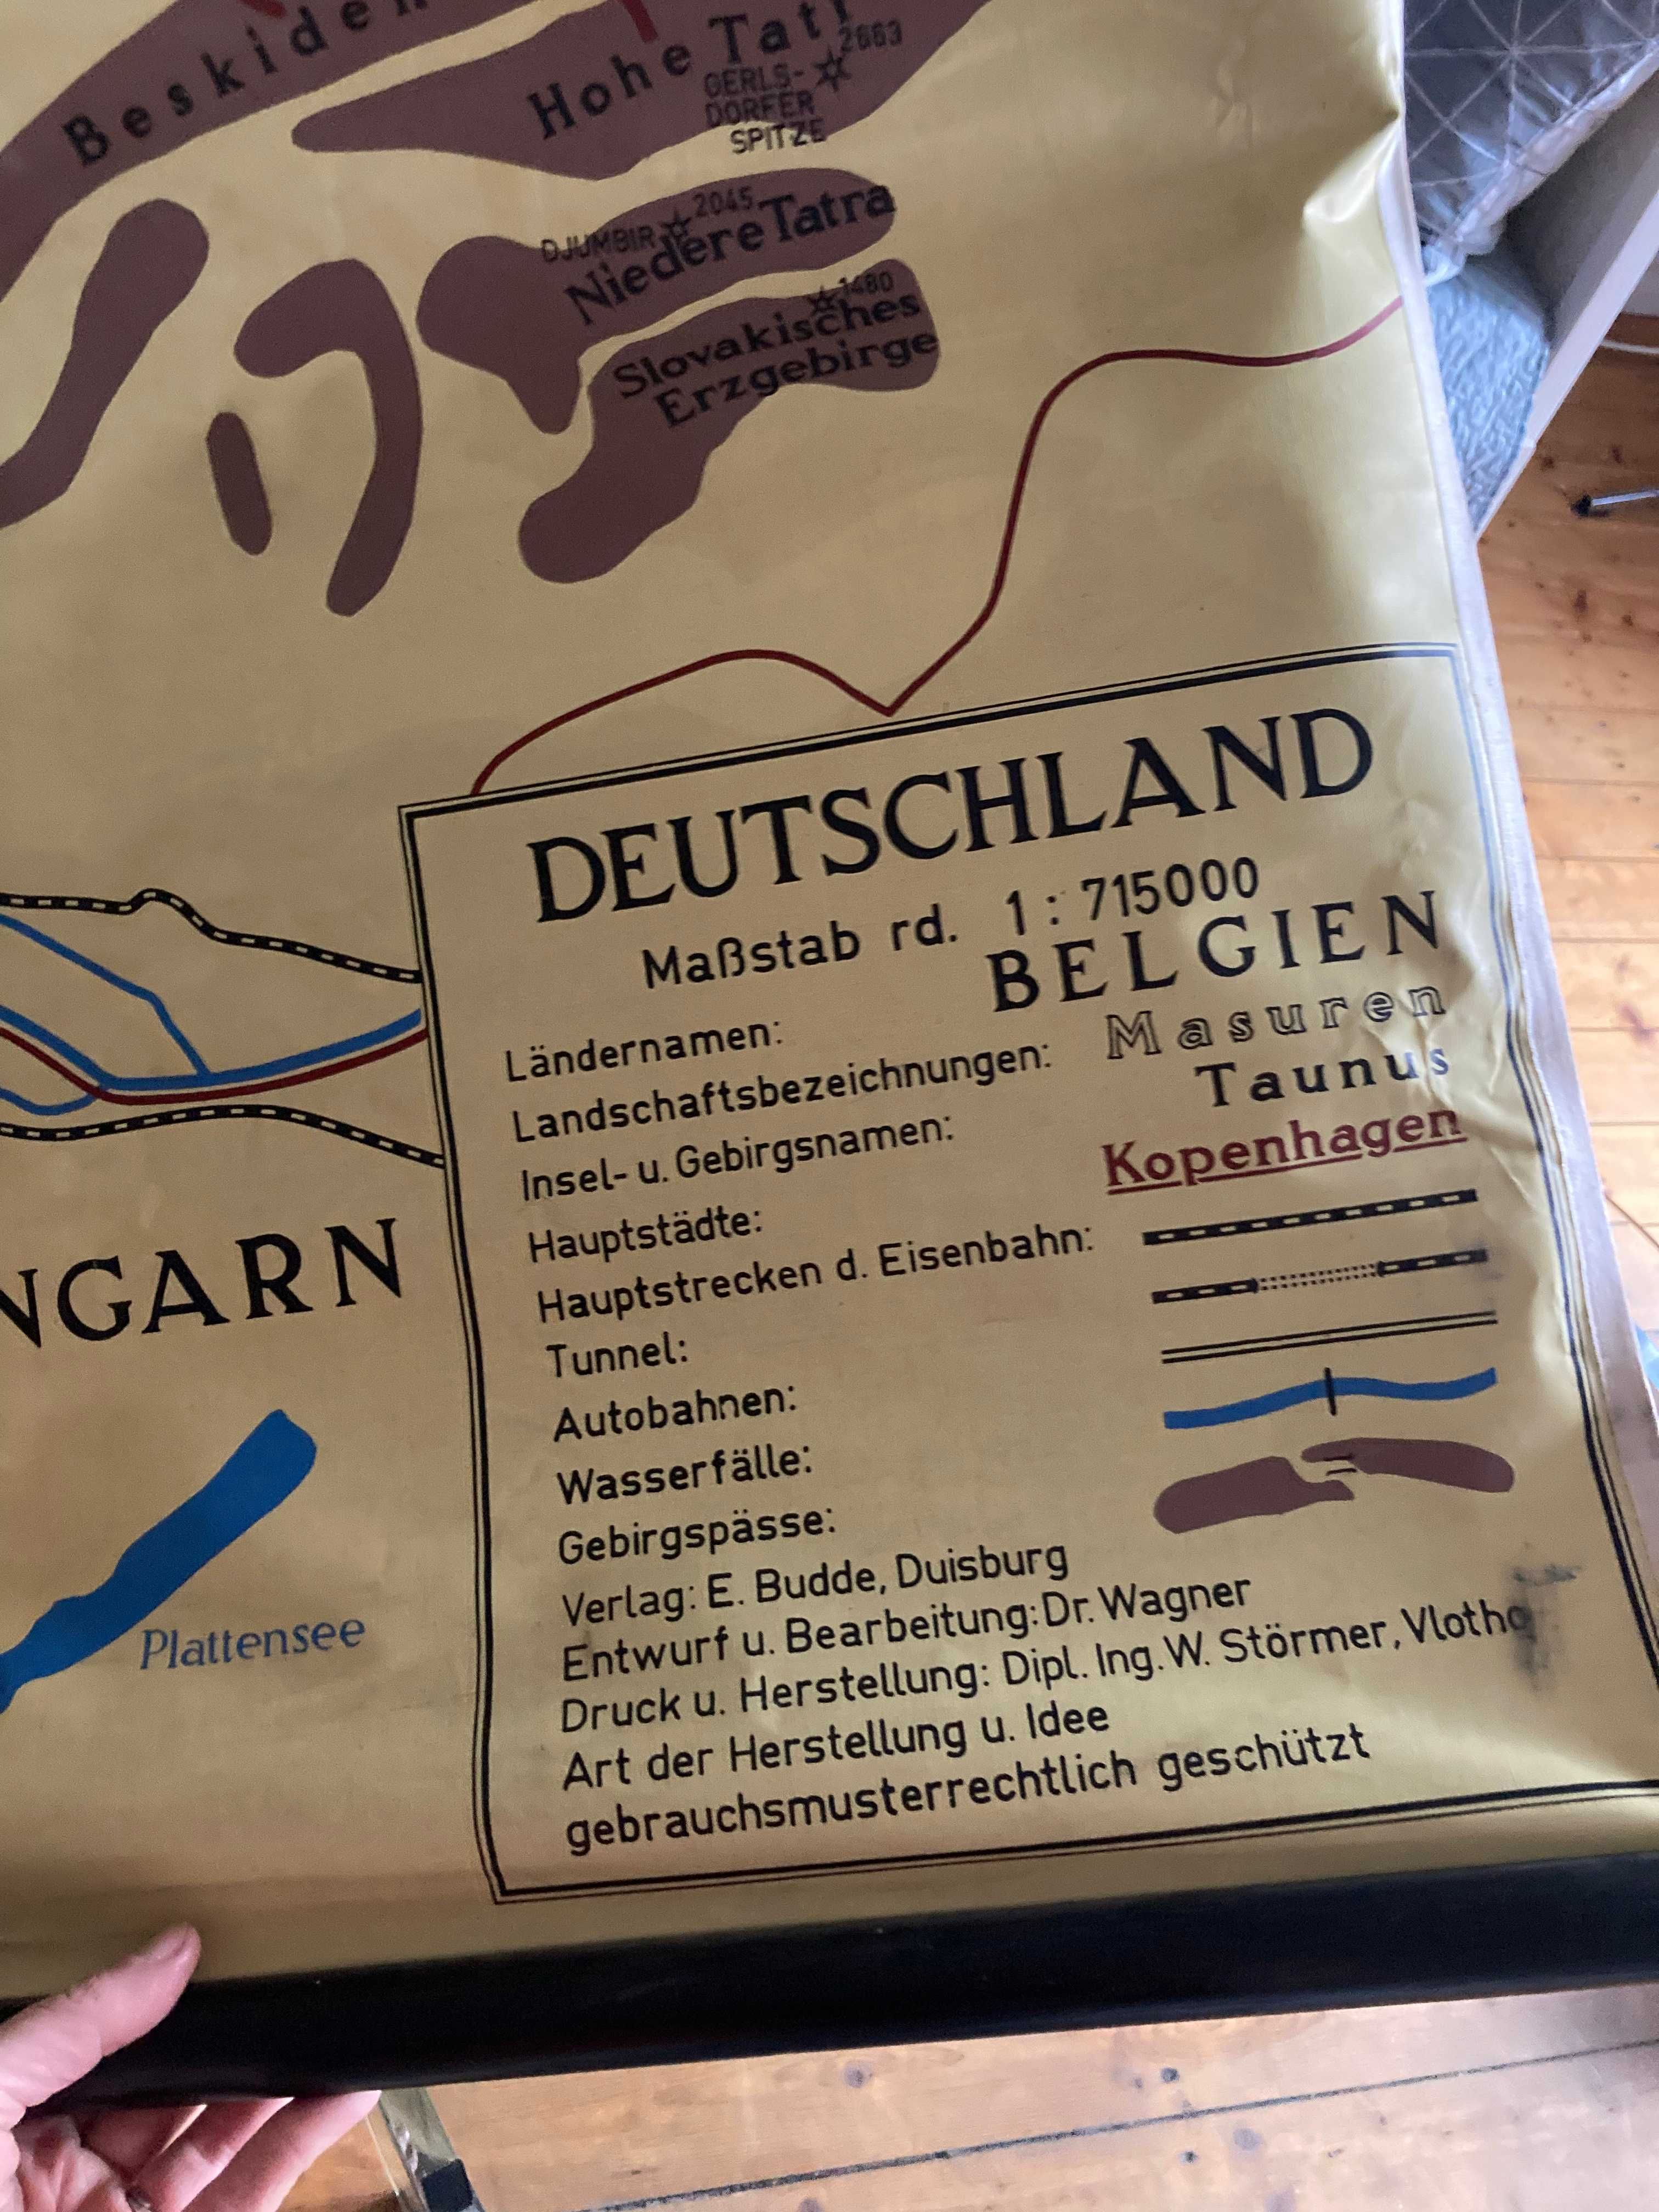 Beskiden
Hohe Tatr
2663
GERLS-
DORFER
SPITZE
2045
DJUMBIR
Niedere Tatra
1480
Slovakisches
Erzgebirge
DEUTSCHLAND
Maßstab rd. 1 : 715000
Ländernamen: BELGIEN
Landschaftsbezeichnungen: Masuren
Insel- u. Gebirgsnamen: Taunus
Hauptstädte: Kopenhagen
Hauptstrecken d. Eisenbahn:
Tunnel:
Autobahnen:
Wasserfälle:
Gebirgspässe:
Verlag: E. Budde, Duisburg
Entwurf u. Bearbeitung: Dr. Wagner
Druck u. Herstellung: Dipl. Ing. W. Störmer, Vlotho
Art der Herstellung u. Idee
gebrauchsmusterrechtlich geschützt
NGARN
Plattensee